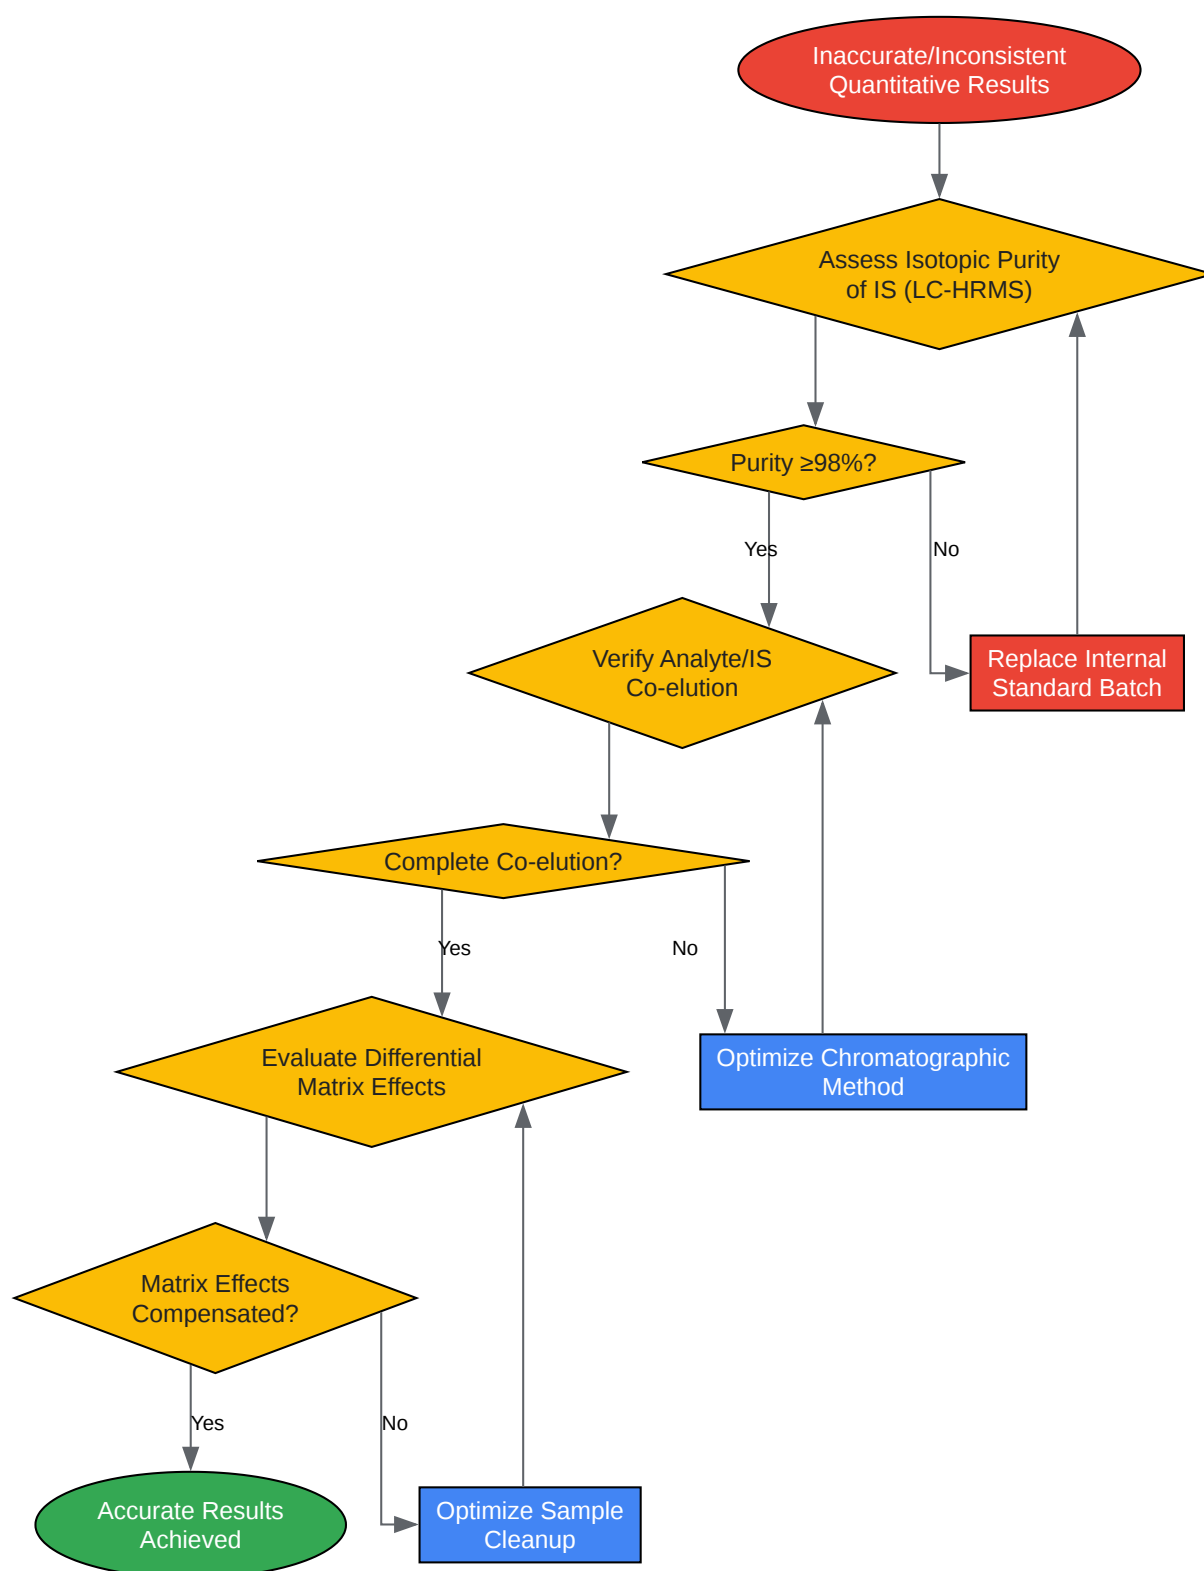 Inaccurate/Inconsistent
Quantitative Results
Assess Isotopic Purity
of IS (LC-HRMS)
Purity ≥98%?
Yes
No
Verify Analyte/IS
Co-elution
Replace Internal
Standard Batch
Complete Co-elution?
Yes
No
Evaluate Differential
Matrix Effects
Optimize Chromatographic
Method
Matrix Effects
Compensated?
Yes
No
Accurate Results
Achieved
Optimize Sample
Cleanup